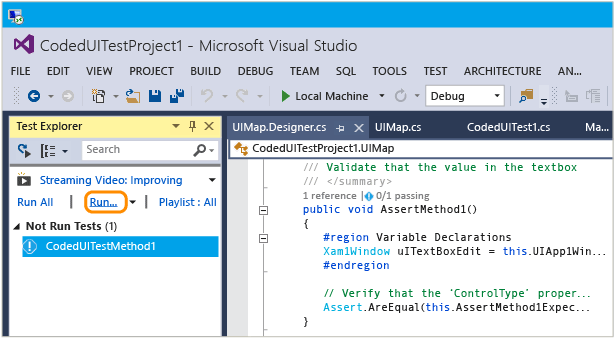 CodedUITestProject1 - Microsoft Visual Studio
FILE EDIT VIEW PROJECT BUILD DEBUG TEAM SQL TOOLS TEST ARCHITECTURE AN...
Local Machine Debug
Test Explorer
Search
Streaming Video: Improving
Run All | Run... | Playlist : All
Not Run Tests (1)
CodedUITestMethod1
UIMap.Designer.cs UIMap.cs CodedUITest1.cs Ma...
CodedUITestProject1.UIMap
/// Validate that the value in the textbox
/// </summary>
1 reference | 0/1 passing
public void AssertMethod1()
{
#region Variable Declarations
Xam1Window uITextBoxEdit = this.UIApp1Win...
#endregion
// Verify that the 'ControlType' proper...
Assert.AreEqual(this.AssertMethod1Expec...
}